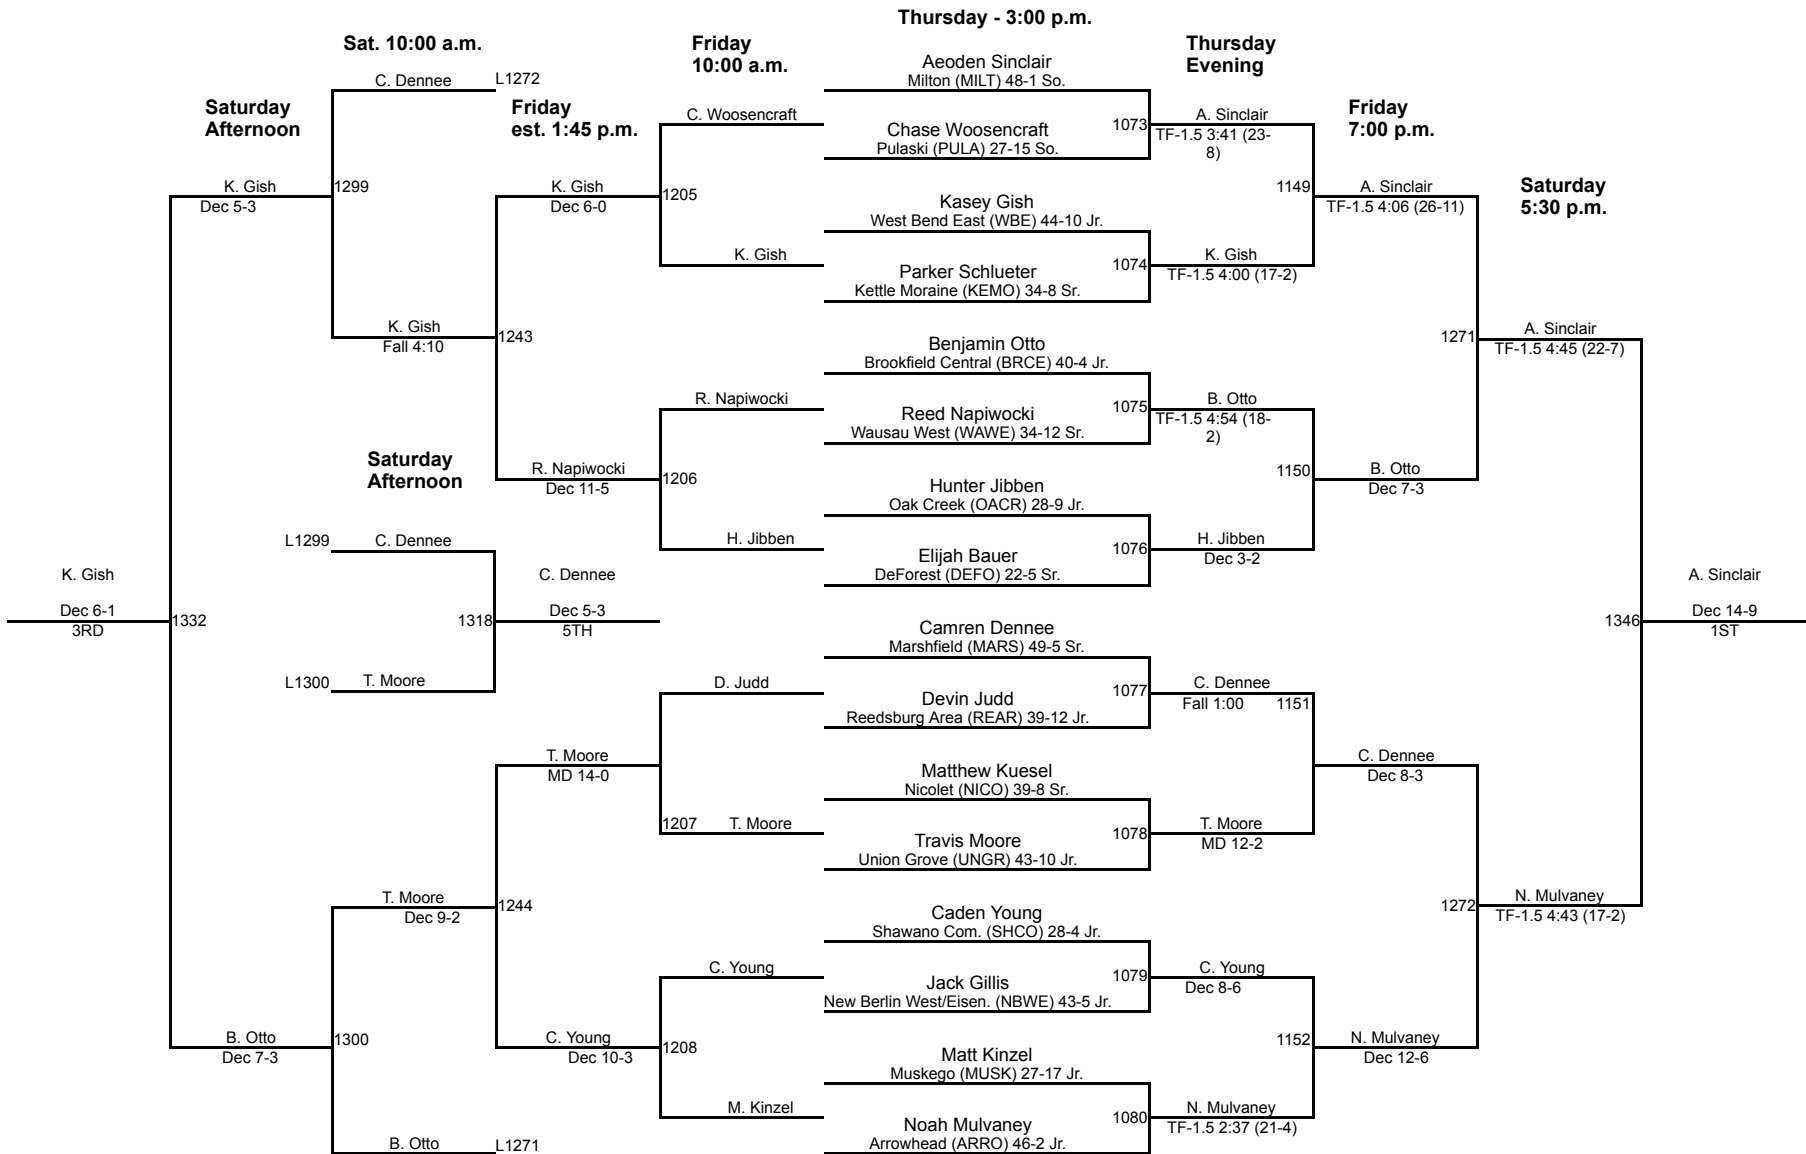 Thursday - 3:00 p.m.
Sat. 10:00 a.m.
Friday
10:00 a.m.
Thursday
Evening
Aeoden Sinclair
Milton (MILT) 48-1 So.
C. Dennee
L1272
Saturday
Afternoon
Friday
est. 1:45 p.m.
Friday
7:00 p.m.
C. Woosencraft
Chase Woosencraft
Pulaski (PULA) 27-15 So.
1073
A. Sinclair
TF-1.5 3:41 (23-
8)
K. Gish
Dec 5-3
1299
K. Gish
Dec 6-0
1205
Kasey Gish
West Bend East (WBE) 44-10 Jr.
1149
A. Sinclair
TF-1.5 4:06 (26-11)
Saturday
5:30 p.m.
K. Gish
Parker Schlueter
Kettle Moraine (KEMO) 34-8 Sr.
1074
K. Gish
TF-1.5 4:00 (17-2)
K. Gish
Fall 4:10
1243
Benjamin Otto
Brookfield Central (BRCE) 40-4 Jr.
1271
A. Sinclair
TF-1.5 4:45 (22-7)
R. Napiwocki
Reed Napiwocki
Wausau West (WAWE) 34-12 Sr.
1075
B. Otto
TF-1.5 4:54 (18-
2)
Saturday
Afternoon
R. Napiwocki
Dec 11-5
1206
Hunter Jibben
Oak Creek (OACR) 28-9 Jr.
1150
B. Otto
Dec 7-3
L1299
C. Dennee
H. Jibben
Elijah Bauer
DeForest (DEFO) 22-5 Sr.
1076
H. Jibben
Dec 3-2
K. Gish
Dec 6-1
3RD
1332
1318
C. Dennee
Dec 5-3
5TH
Camren Dennee
Marshfield (MARS) 49-5 Sr.
1346
A. Sinclair
Dec 14-9
1ST
L1300
T. Moore
D. Judd
Devin Judd
Reedsburg Area (REAR) 39-12 Jr.
1077
C. Dennee
Fall 1:00
1151
T. Moore
MD 14-0
Matthew Kuesel
Nicolet (NICO) 39-8 Sr.
C. Dennee
Dec 8-3
1207
T. Moore
Travis Moore
Union Grove (UNGR) 43-10 Jr.
1078
T. Moore
MD 12-2
T. Moore
Dec 9-2
1244
Caden Young
Shawano Com. (SHCO) 28-4 Jr.
1272
N. Mulvaney
TF-1.5 4:43 (17-2)
C. Young
Jack Gillis
New Berlin West/Eisen. (NBWE) 43-5 Jr.
1079
C. Young
Dec 8-6
B. Otto
Dec 7-3
1300
C. Young
Dec 10-3
1208
Matt Kinzel
Muskego (MUSK) 27-17 Jr.
1152
N. Mulvaney
Dec 12-6
M. Kinzel
Noah Mulvaney
Arrowhead (ARRO) 46-2 Jr.
1080
N. Mulvaney
TF-1.5 2:37 (21-4)
B. Otto
L1271